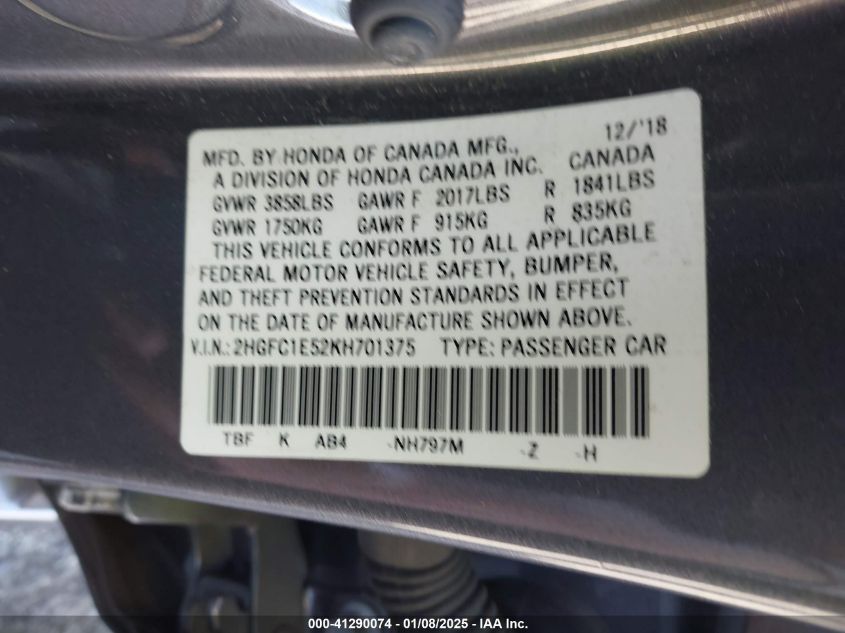 12/'18
MFD. BY HONDA OF CANADA MFG.,
A DIVISION OF HONDA CANADA INC. CANADA
GVWR 3858LBS GAWR F 2017LBS R 1841LBS
GVWR 1750KG GAWR F 915KG R 835KG
THIS VEHICLE CONFORMS TO ALL APPLICABLE
FEDERAL MOTOR VEHICLE SAFETY, BUMPER,
AND THEFT PREVENTION STANDARDS IN EFFECT
ON THE DATE OF MANUFACTURE SHOWN ABOVE.
V.I.N.: 2HGFC1E52KH701375 TYPE: PASSENGER CAR
TBF K AB4 -NH797M -Z -H
000-41290074 - 01/08/2025 - IAA Inc.